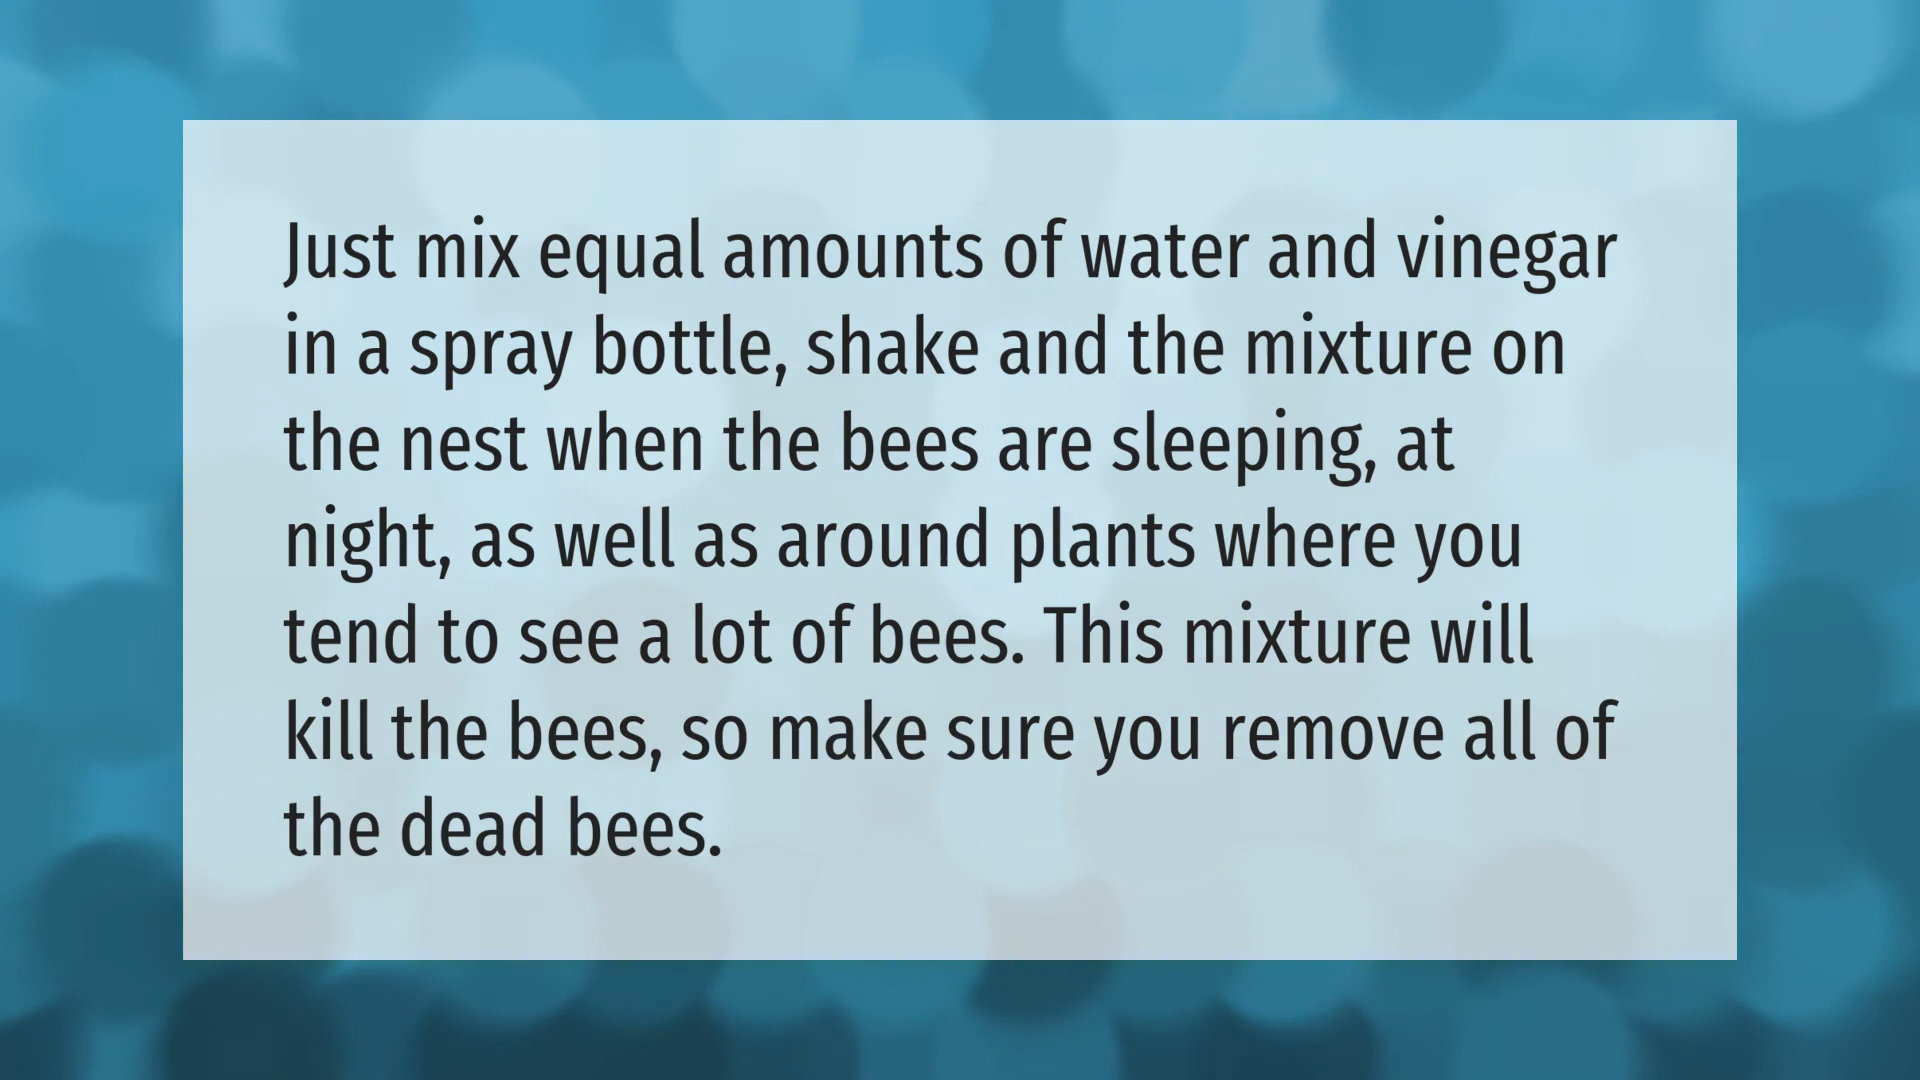 Just mix equal amounts of water and vinegar
in a spray bottle, shake and the mixture on
the nest when the bees are sleeping, at
night, as well as around plants where you
tend to see a lot of bees. This mixture will
kill the bees, so make sure you remove all of
the dead bees.